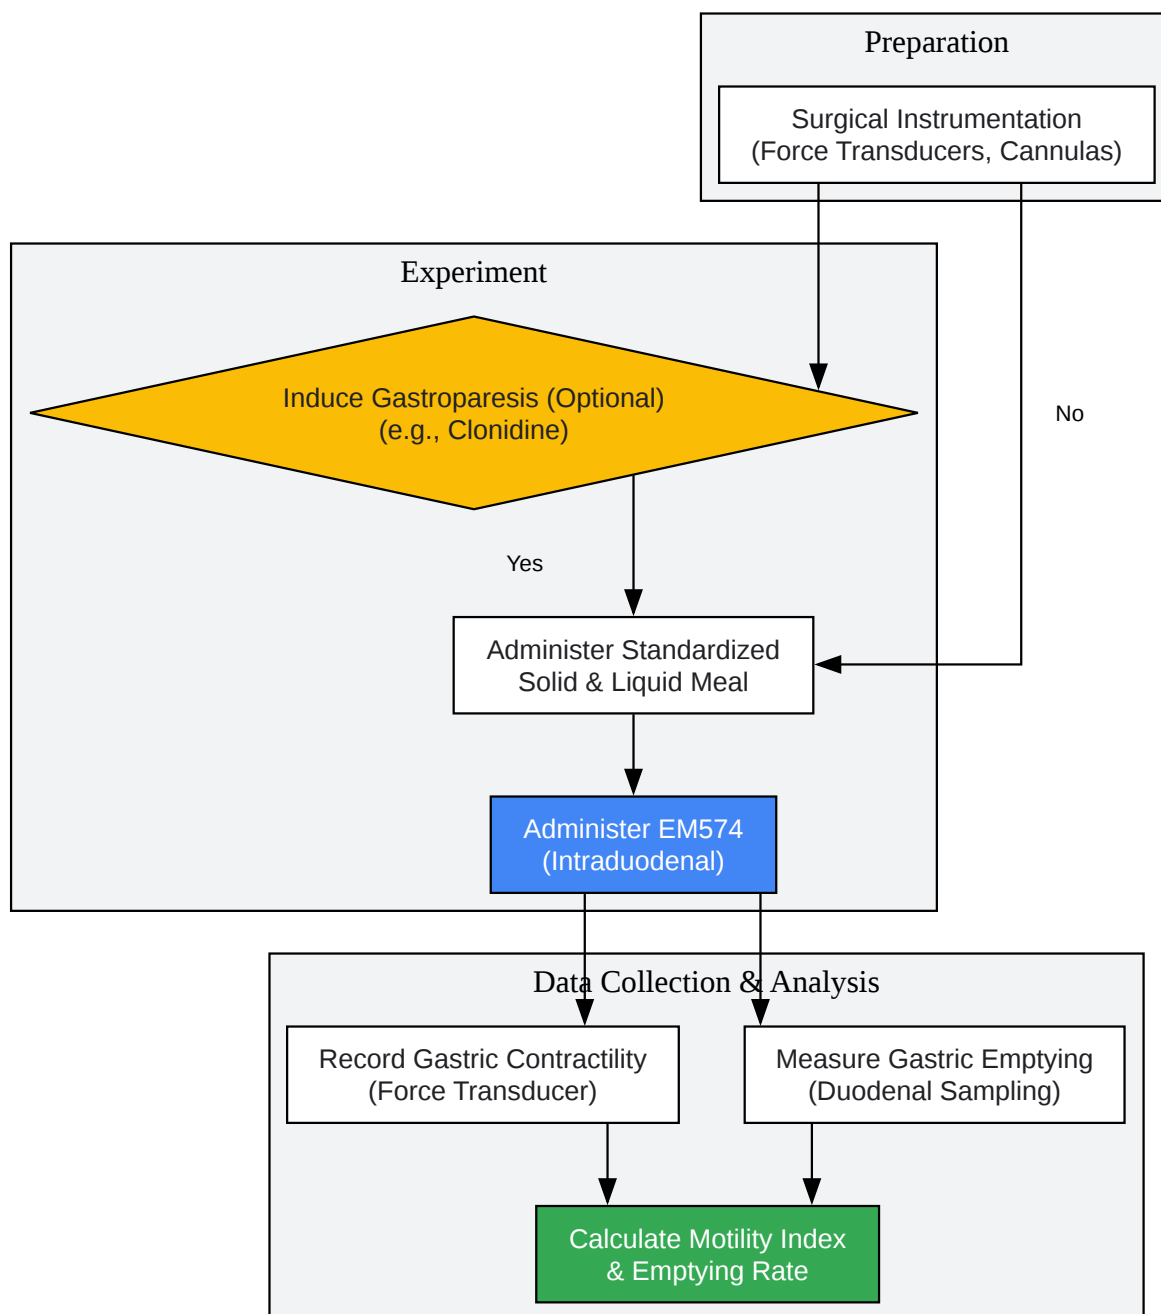 Preparation
Surgical Instrumentation
(Force Transducers, Cannulas)
Experiment
Induce Gastroparesis (Optional)
(e.g., Clonidine)
No
Yes
Administer Standardized
Solid & Liquid Meal
Administer EM574
(Intraduodenal)
Data Collection & Analysis
Record Gastric Contractility
(Force Transducer)
Measure Gastric Emptying
(Duodenal Sampling)
Calculate Motility Index
& Emptying Rate